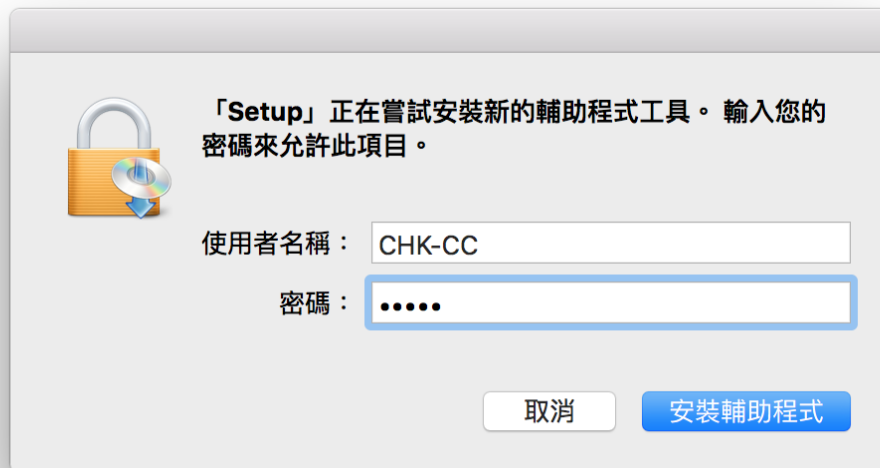 「Setup」正在嘗試安裝新的輔助程式工具。 輸入您的
密碼來允許此項目。
使用者名稱： CHK-CC
密碼： •••••
取消 安裝輔助程式